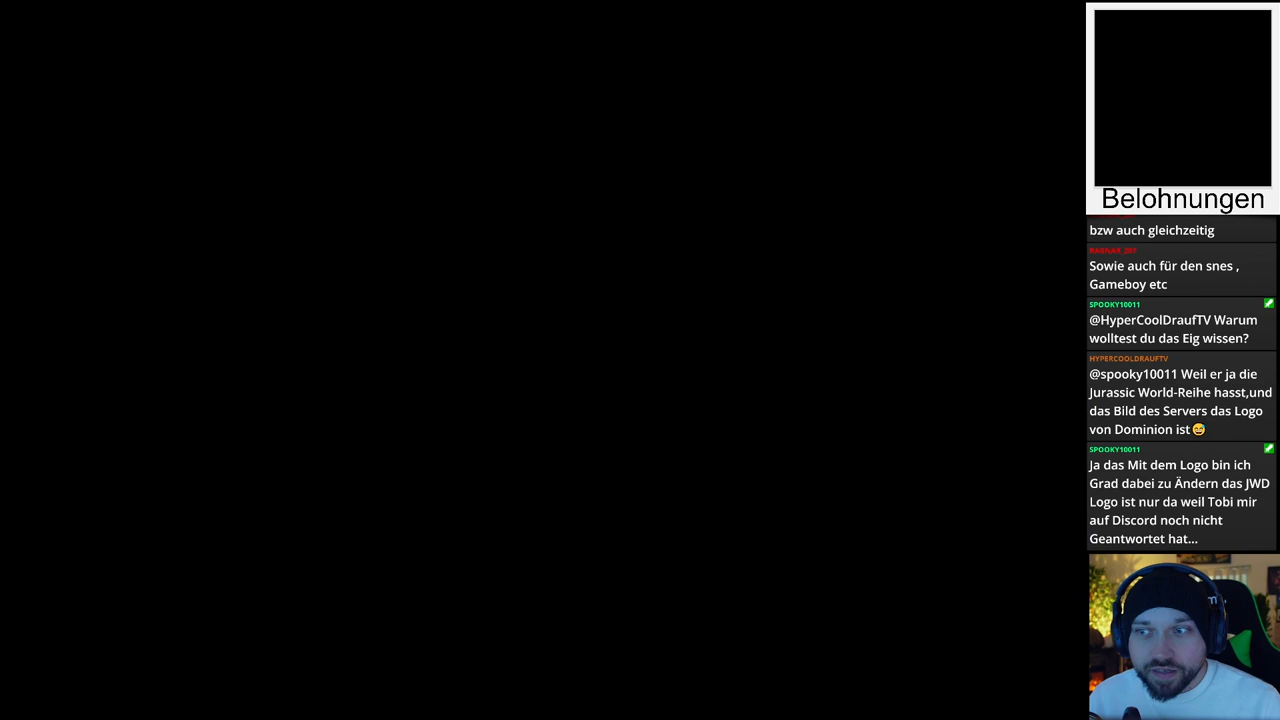 Belohnungen
bzw auch gleichzeitig
RAGNAR_207
Sowie auch für den snes ,
Gameboy etc
SPOOKY10011
@HyperCoolDraufTV Warum
wolltest du das Eig wissen?
HYPERCOOLDRAUFTV
@spooky10011 Weil er ja die
Jurassic World-Reihe hasst,und
das Bild des Servers das Logo
von Dominion ist😅
SPOOKY10011
Ja das Mit dem Logo bin ich
Grad dabei zu Ändern das JWD
Logo ist nur da weil Tobi mir
auf Discord noch nicht
Geantwortet hat...